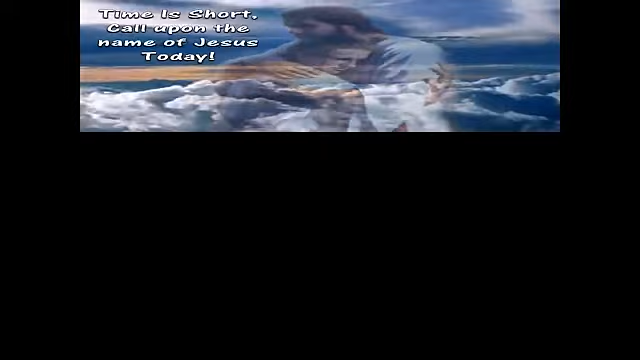 Time Is Short,
Call upon the
name of Jesus
Today!